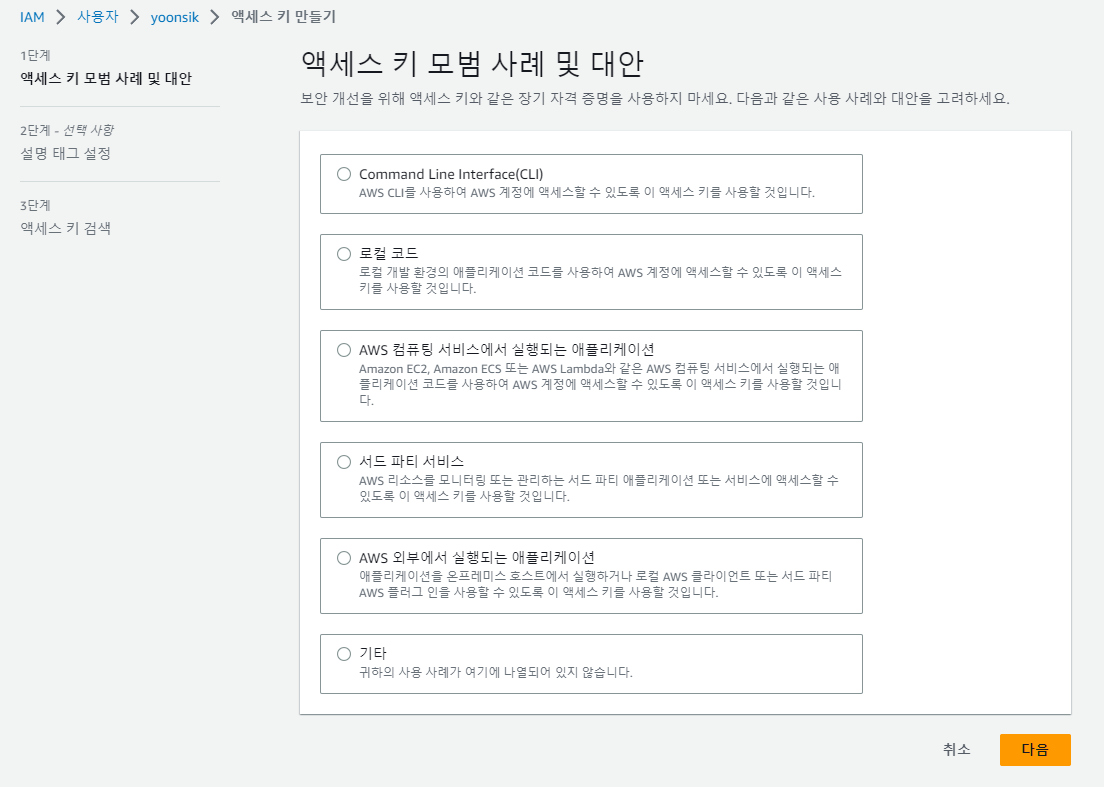 IAM > 사용자 > yoonsik > 액세스 키 만들기
1단계
액세스 키 모범 사례 및 대안
2단계 - 선택 사항
설명 태그 설정
3단계
액세스 키 검색
액세스 키 모범 사례 및 대안
보안 개선을 위해 액세스 키와 같은 장기 자격 증명을 사용하지 마세요. 다음과 같은 사용 사례와 대안을 고려하세요.
Command Line Interface(CLI)
AWS CLI를 사용하여 AWS 계정에 액세스할 수 있도록 이 액세스 키를 사용할 것입니다.
로컬 코드
로컬 개발 환경의 애플리케이션 코드를 사용하여 AWS 계정에 액세스할 수 있도록 이 액세스
키를 사용할 것입니다.
AWS 컴퓨팅 서비스에서 실행되는 애플리케이션
Amazon EC2, Amazon ECS 또는 AWS Lambda와 같은 AWS 컴퓨팅 서비스에서 실행되는 애
플리케이션 코드를 사용하여 AWS 계정에 액세스할 수 있도록 이 액세스 키를 사용할 것입니
다.
서드 파티 서비스
AWS 리소스를 모니터링 또는 관리하는 서드 파티 애플리케이션 또는 서비스에 액세스할 수
있도록 이 액세스 키를 사용할 것입니다.
AWS 외부에서 실행되는 애플리케이션
애플리케이션을 온프레미스 호스트에서 실행하거나 로컬 AWS 클라이언트 또는 서드 파티
AWS 플러그 인을 사용할 수 있도록 이 액세스 키를 사용할 것입니다.
기타
귀하의 사용 사례가 여기에 나열되어 있지 않습니다.
취소
다음